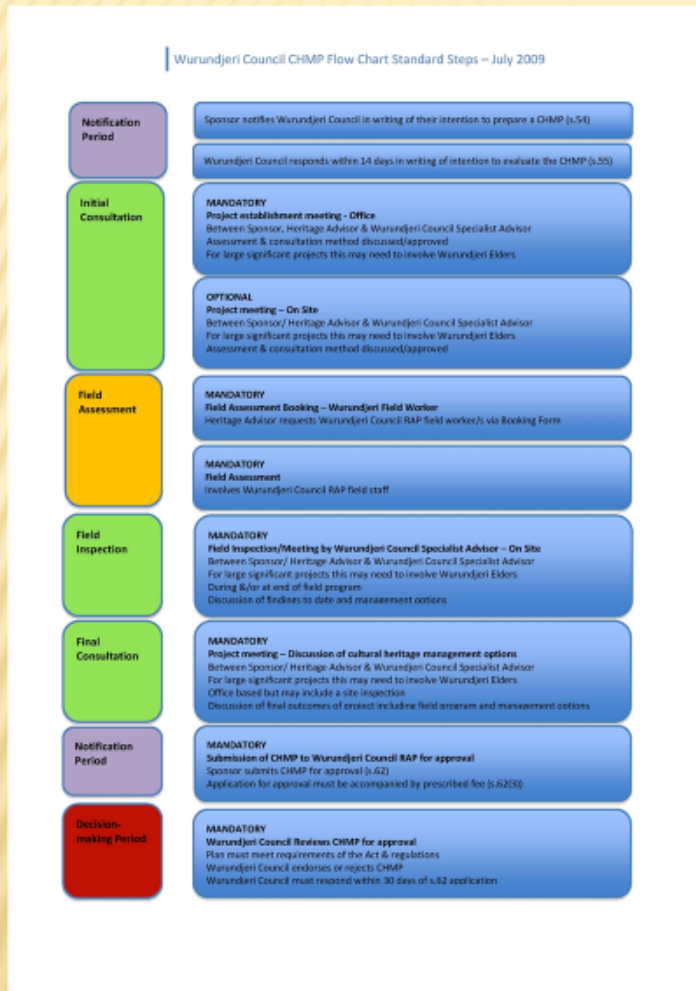 Wurundjeri Council CHMP Flow Chart Standard Steps – July 2009
Notification
Period
Sponsor notifies Wurundjeri Council in writing of their intention to prepare a CHMP (s.54)
Wurundjeri Council responds within 14 days in writing of intention to evaluate the CHMP (s.55)
Initial
Consultation
MANDATORY
Project establishment meeting - Office
Between Sponsor, Heritage Advisor & Wurundjeri Council Specialist Advisor
Assessment & consultation method discussed/approved
For large significant projects this may need to involve Wurundjeri Elders
OPTIONAL
Project meeting – On Site
Between Sponsor/ Heritage Advisor & Wurundjeri Council Specialist Advisor
For large significant projects this may need to involve Wurundjeri Elders
Assessment & consultation method discussed/approved
Field
Assessment
MANDATORY
Field Assessment Booking – Wurundjeri Field Worker
Heritage Advisor requests Wurundjeri Council RAP field worker/s via Booking Form
MANDATORY
Field Assessment
Involves Wurundjeri Council RAP field staff
Field
Inspection
MANDATORY
Field Inspection/Meeting by Wurundjeri Council Specialist Advisor – On Site
Between Sponsor/ Heritage Advisor & Wurundjeri Council Specialist Advisor
For large significant projects this may need to involve Wurundjeri Elders
During &/or at end of field program
Discussion of findings to date and management options
Final
Consultation
MANDATORY
Project meeting – Discussion of cultural heritage management options
Between Sponsor/ Heritage Advisor & Wurundjeri Council Specialist Advisor
For large significant projects this may need to involve Wurundjeri Elders
Office based but may include a site inspection
Discussion of final outcomes of project including field program and management options
Notification
Period
MANDATORY
Submission of CHMP to Wurundjeri Council RAP for approval
Sponsor submits CHMP for approval (s.62)
Application for approval must be accompanied by prescribed fee (s.62(3))
Decision-
making Period
MANDATORY
Wurundjeri Council Reviews CHMP for approval
Plan must meet requirements of the Act & regulations
Wurundjeri Council endorses or rejects CHMP
Wurundjeri Council must respond within 30 days of s.62 application